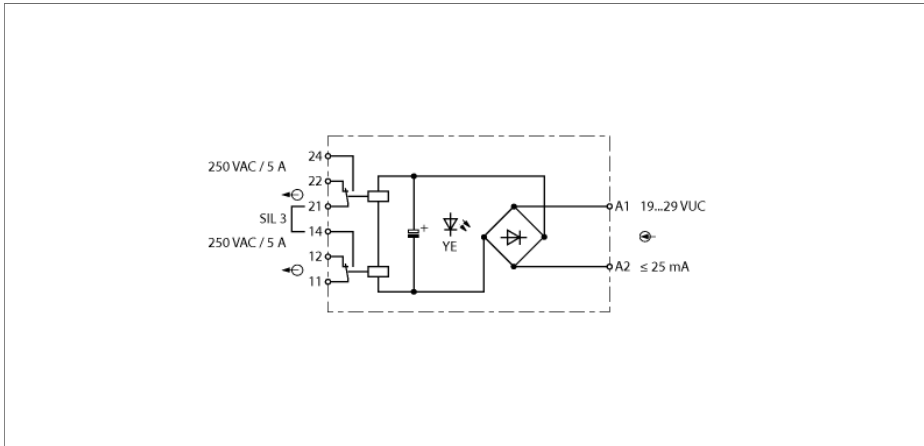 24
250 VAC / 5 A
22
21
SIL 3
14
250 VAC / 5 A
12
11
+
YE
A1 19...29 VUC
A2 ≤ 25 mA